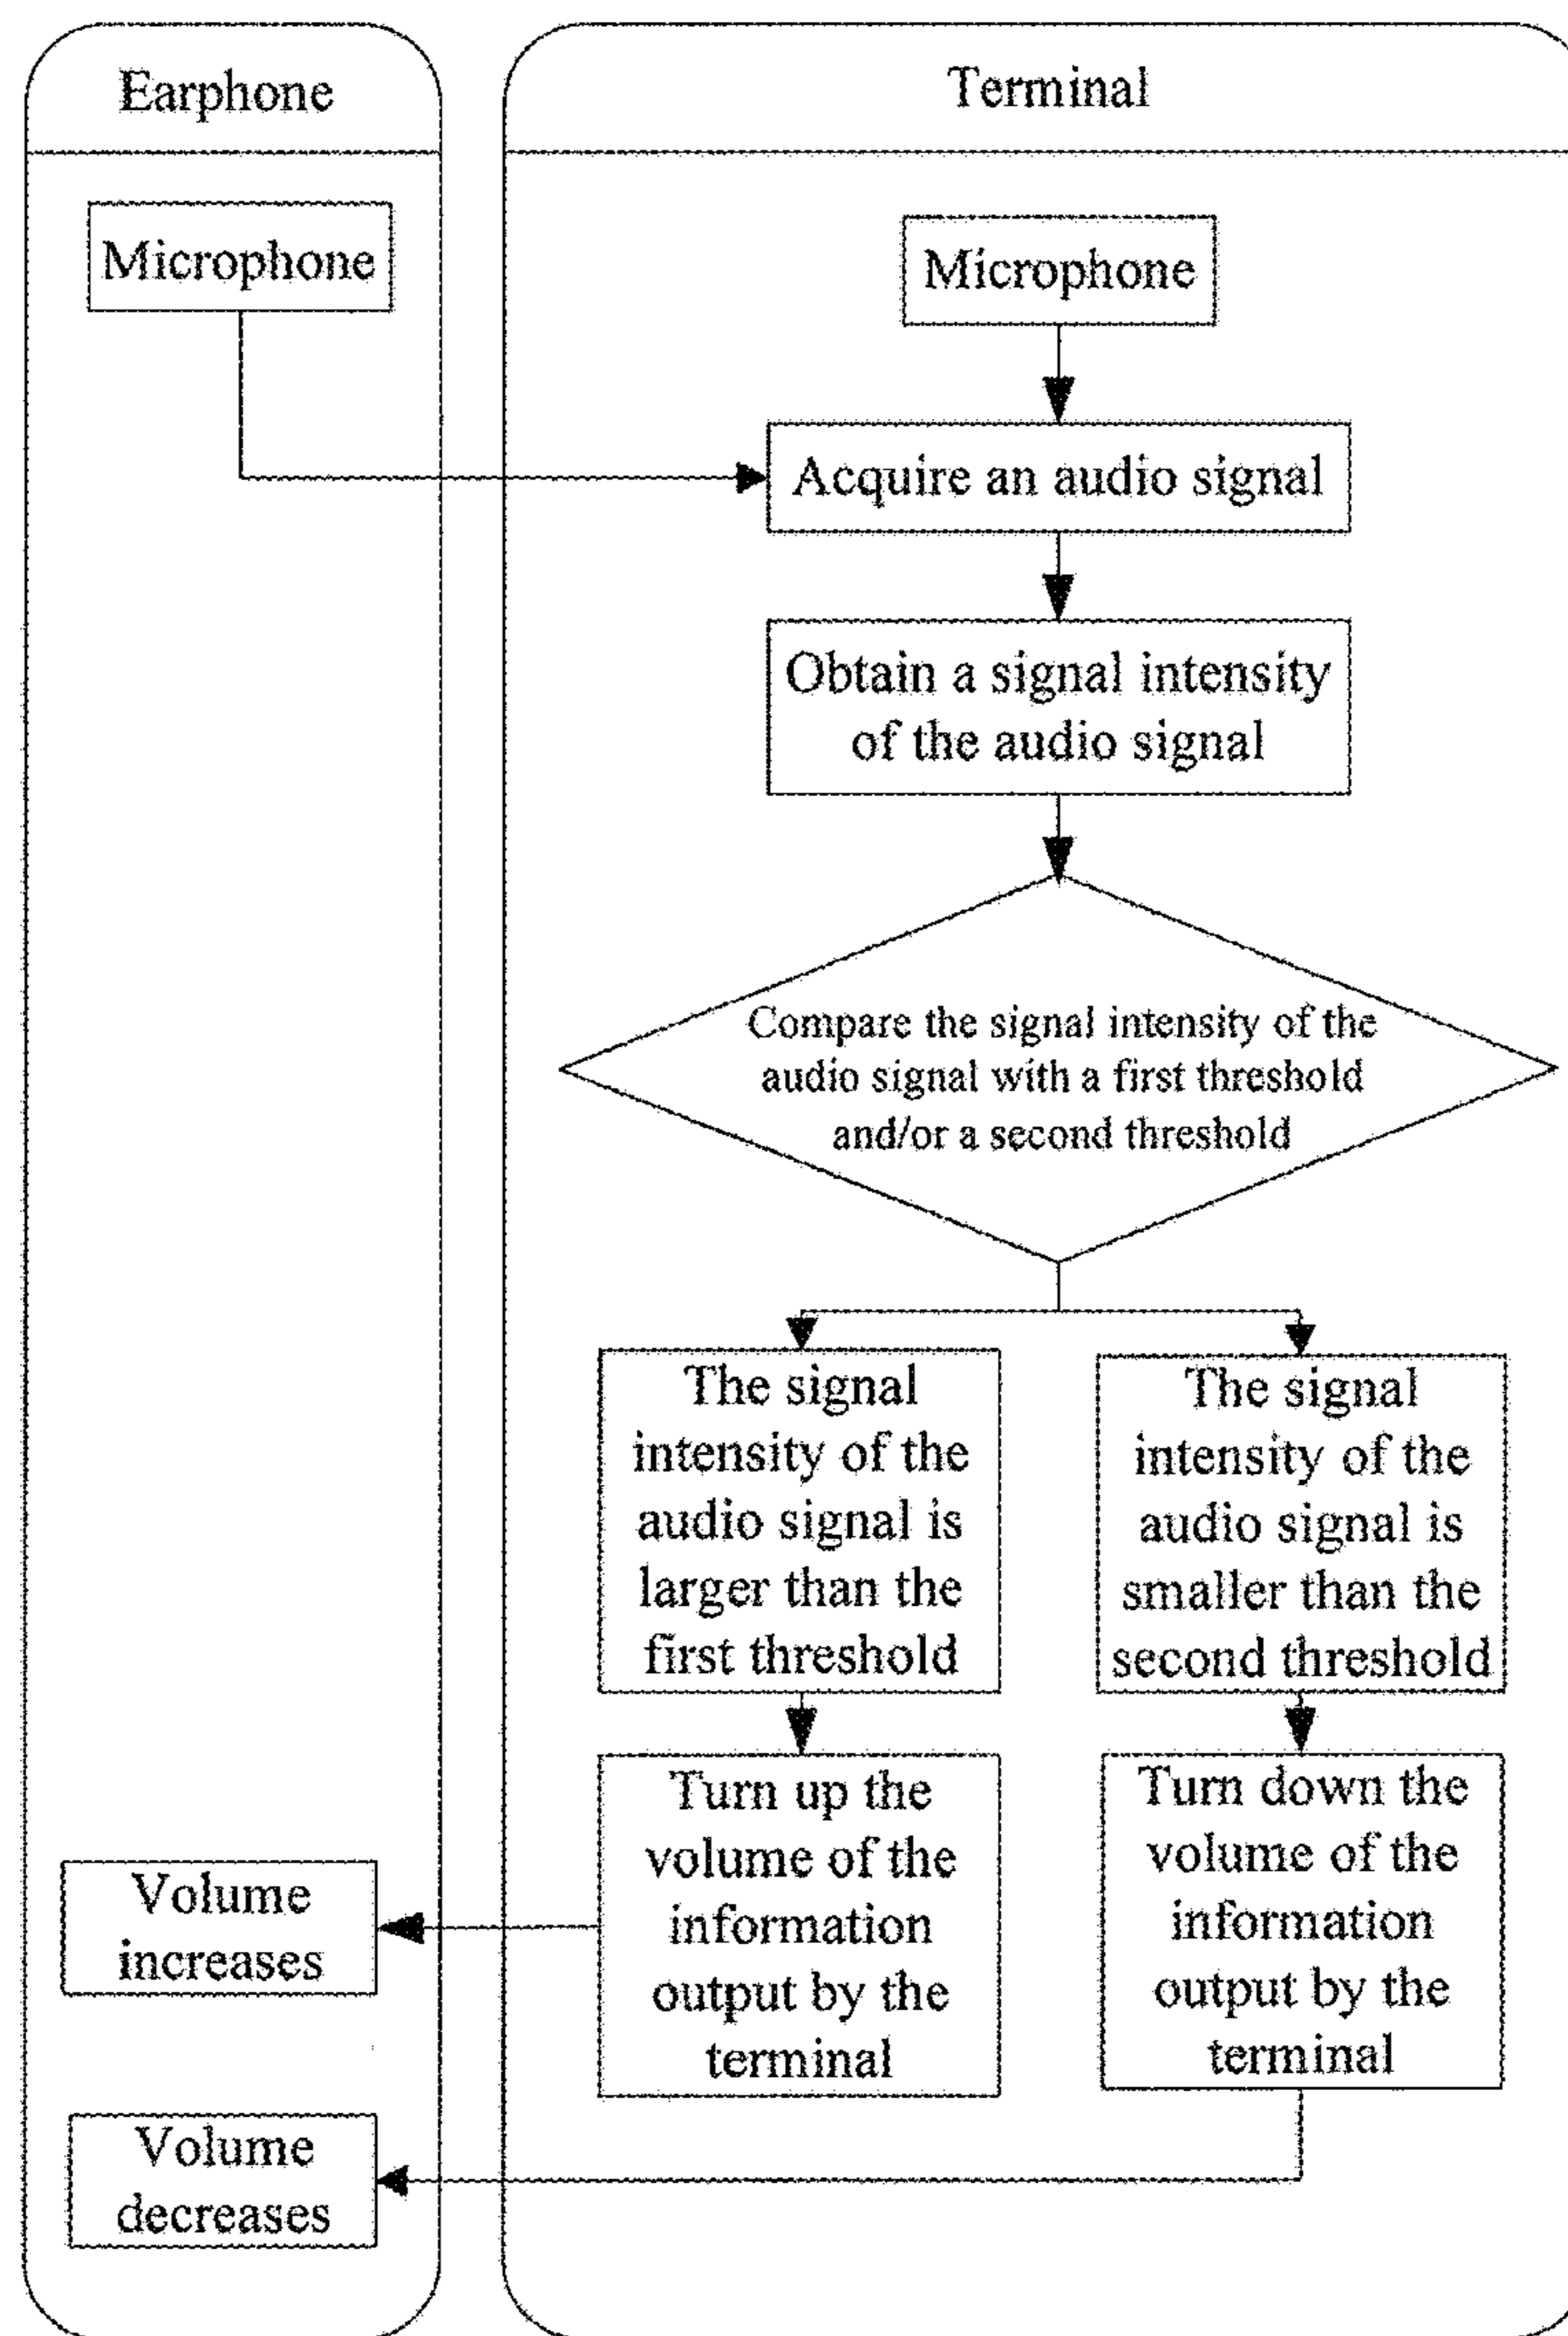 Earphone
Terminal
Microphone
Microphone
Acquire an audio signal
Obtain a signal intensity
of the audio signal
Compare the signal intensity of the
audio signal with a first threshold
and/or a second threshold
The signal
intensity of the
audio signal is
larger than the
first threshold
The signal
intensity of the
audio signal is
smaller than the
second threshold
Turn up the
volume of the
information
output by the
terminal
Turn down the
volume of the
information
output by the
terminal
Volume
increases
Volume
decreases